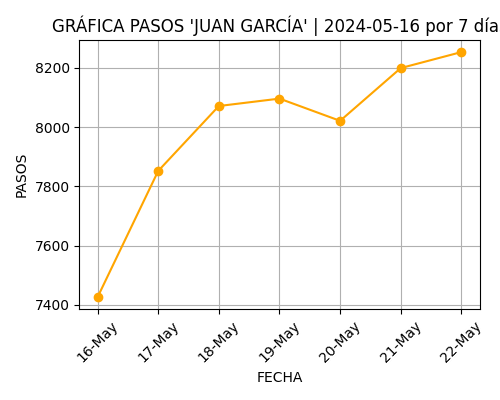 GRÁFICA PASOS 'JUAN GARCÍA' | 2024-05-16 por 7 día
8200
8000
7800
7600
7400
PASOS
16-May
17-May
18-May
19-May
20-May
21-May
22-May
FECHA